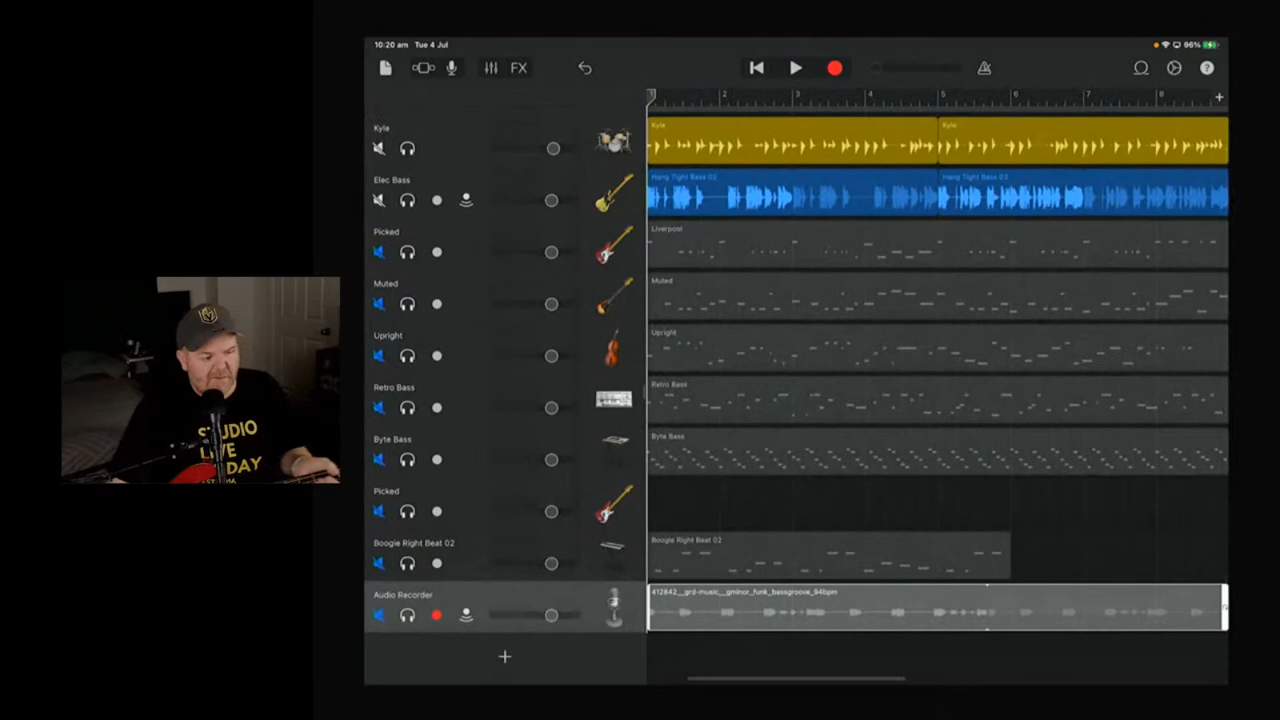 10:20 am Tue 4 Jul
96%
FX
?
1 2 3 4 5 6 7 8 +
Kyle
Kyle
Kyle
Elec Bass
Hang Tight Bass 02
Hang Tight Bass 03
Picked
Liverpool
Muted
Muted
Upright
Upright
Retro Bass
Retro Bass
Byte Bass
Byte Bass
Picked
Boogie Right Beat 02
Boogie Right Beat 02
Audio Recorder
412842__grd-music__gminor_funk_bassgroove_94bpm
+
STUDIO
LIVE
DAY